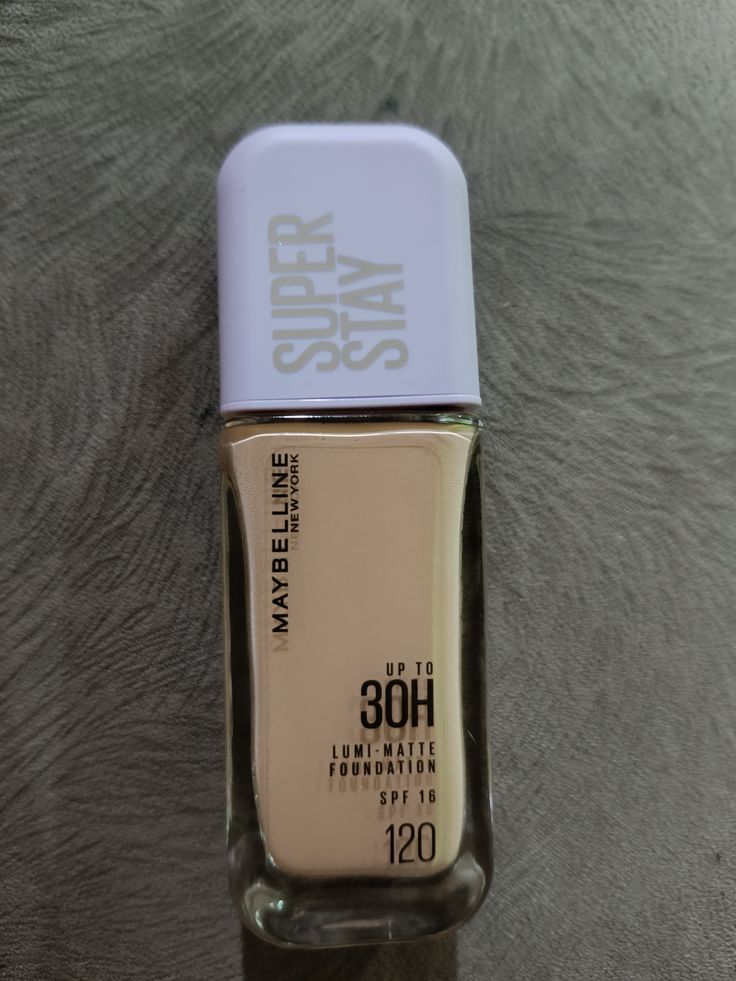 SUPER
STAY
MAYBELLINE
NEW YORK
UP TO
30H
LUMI-MATTE
FOUNDATION
SPF 16
120